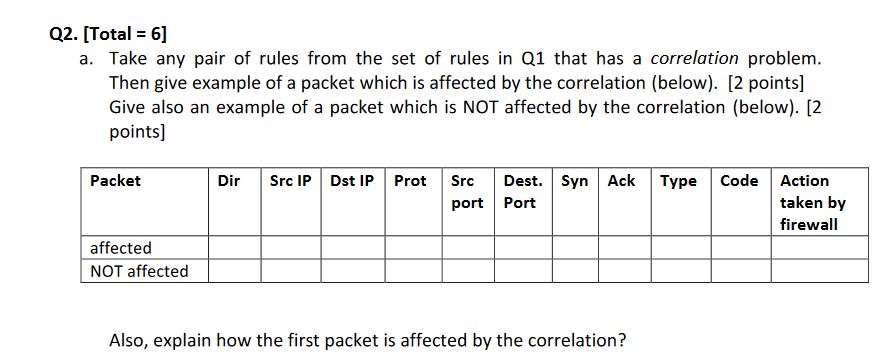 Q2. [Total = 6]
a. Take any pair of rules from the set of rules in Q1 that has a correlation problem.
Then give example of a packet which is affected by the correlation (below). [2 points]
Give also an example of a packet which is NOT affected by the correlation (below). [2
points]
Packet Dir Src IP Dst IP Prot Src Dest. Syn Ack Type Code Action
port Port taken by
firewall
affected
NOT affected
Also, explain how the first packet is affected by the correlation?